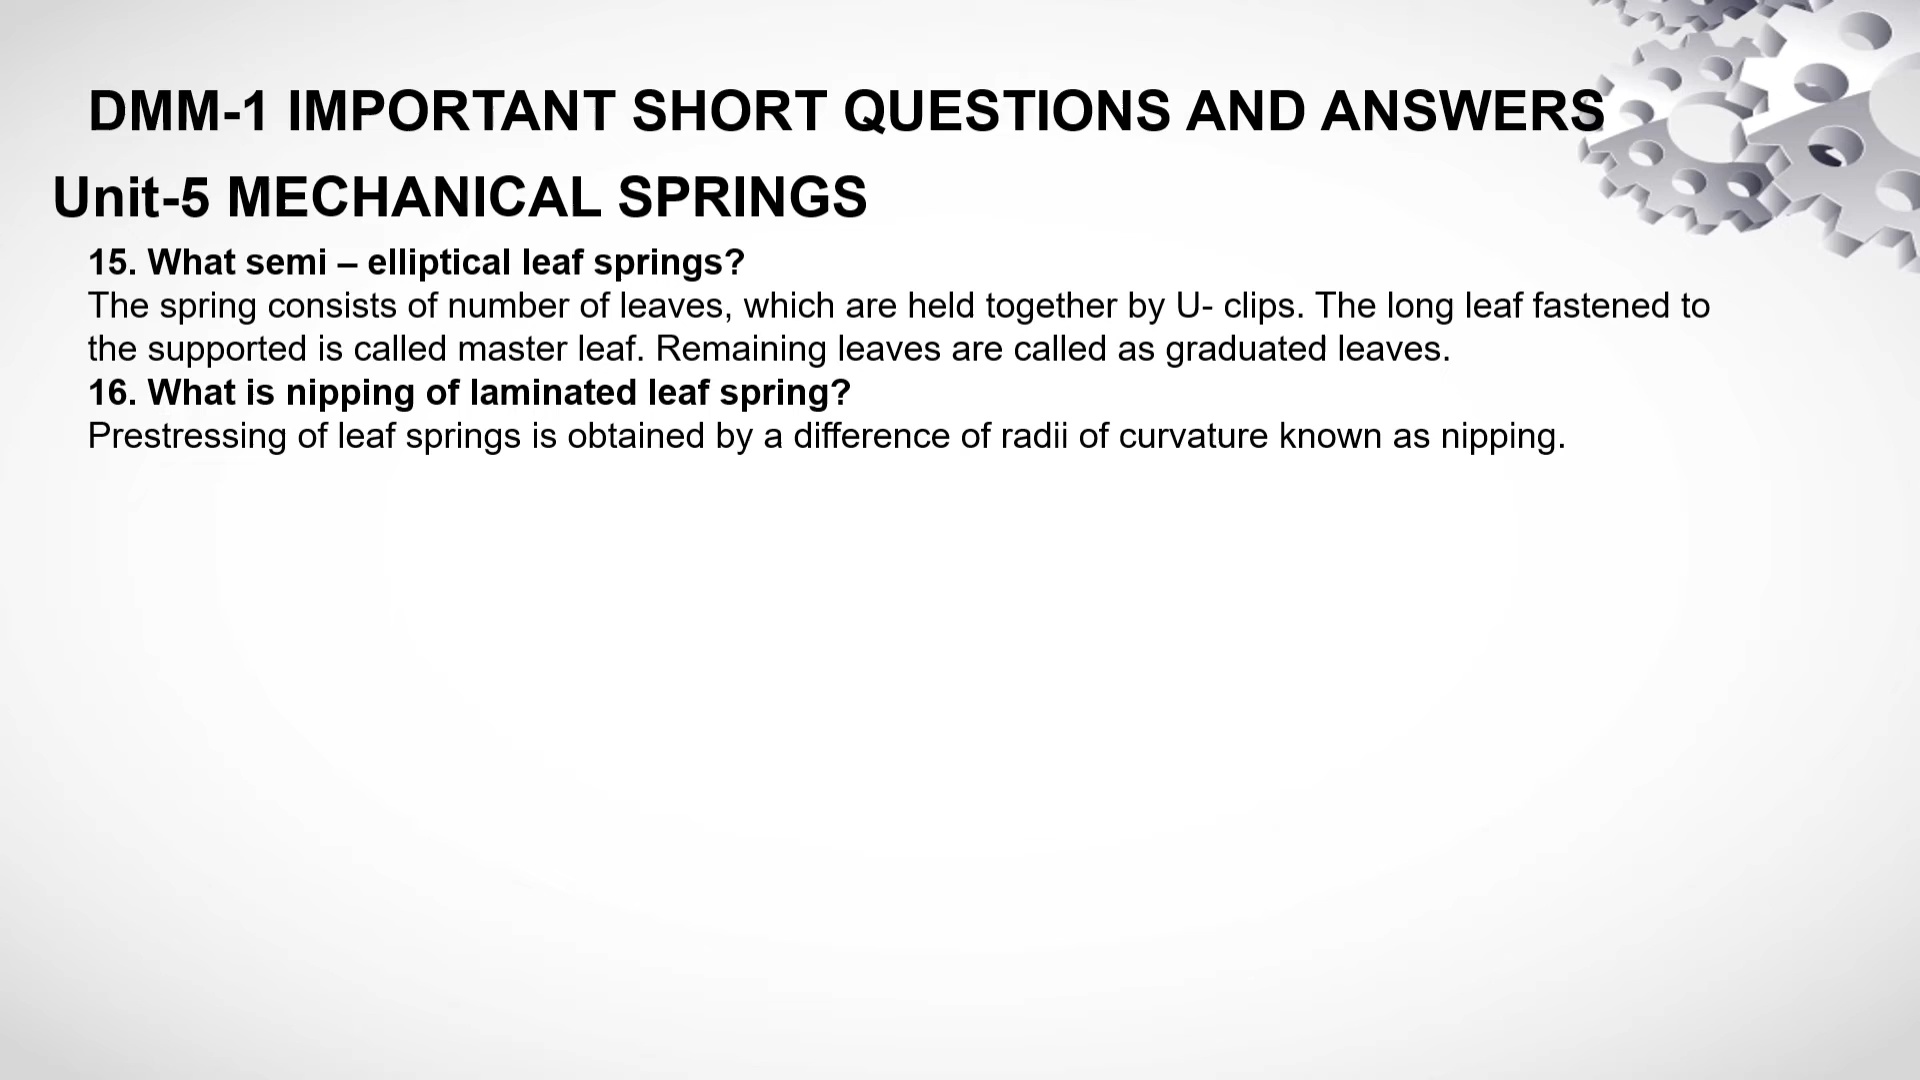 DMM-1 IMPORTANT SHORT QUESTIONS AND ANSWERS
Unit-5 MECHANICAL SPRINGS
15. What semi – elliptical leaf springs?
The spring consists of number of leaves, which are held together by U- clips. The long leaf fastened to
the supported is called master leaf. Remaining leaves are called as graduated leaves.
16. What is nipping of laminated leaf spring?
Prestressing of leaf springs is obtained by a difference of radii of curvature known as nipping.